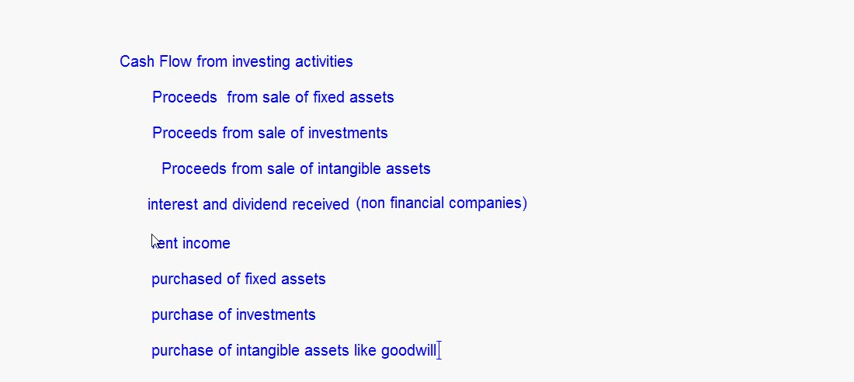 Cash Flow from investing activities
Proceeds from sale of fixed assets
Proceeds from sale of investments
Proceeds from sale of intangible assets
interest and dividend received (non financial companies)
rent income
purchased of fixed assets
purchase of investments
purchase of intangible assets like goodwill